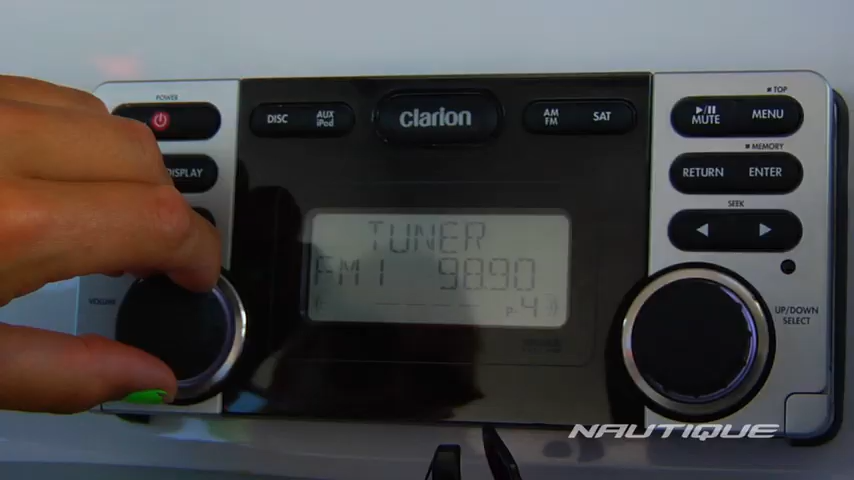 POWER
DISC
AUX
iPod
clarion
AM
FM
SAT
TOP
MUTE
MENU
DISPLAY
MEMORY
RETURN
ENTER
SEEK
TUNER
FM1 98.90
P-4
VOLUME
UP/DOWN
SELECT
NAUTIQUE